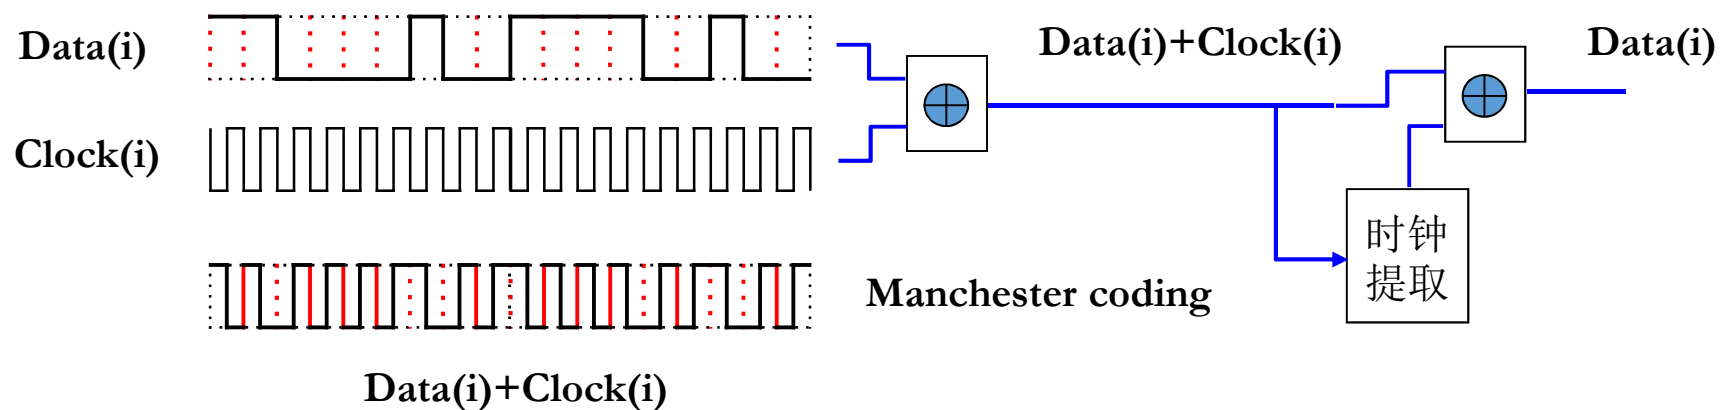 Data(i)
Data(i)+Clock(i)
Data(i)
Clock(i)
时钟
提取
Manchester coding
Data(i)+Clock(i)